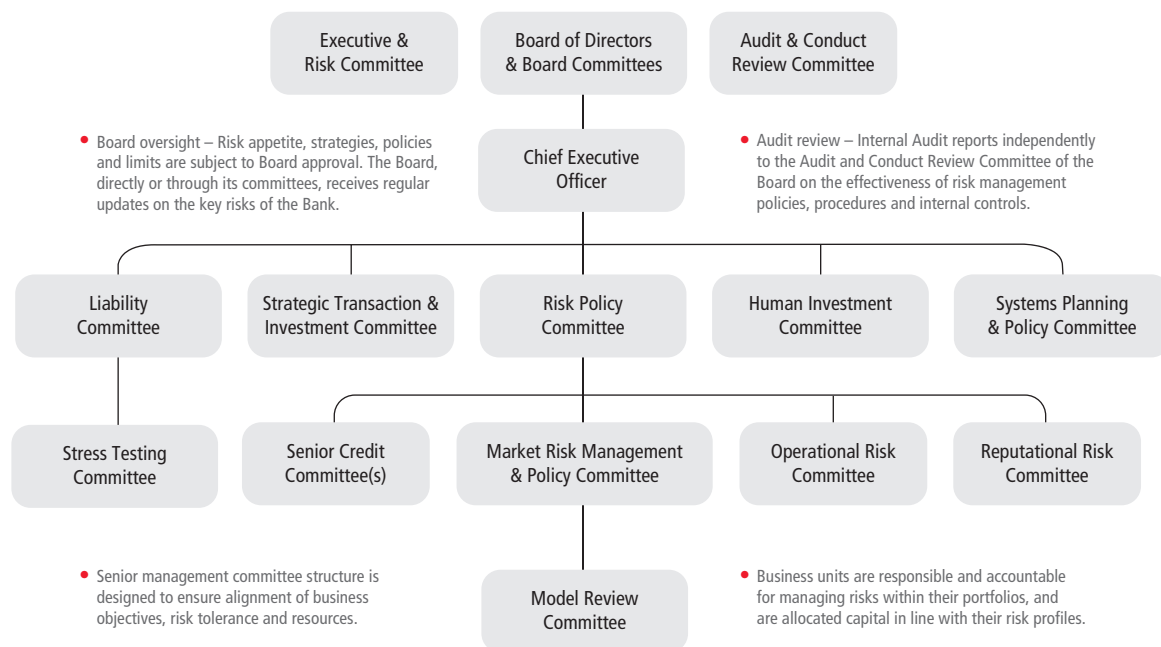 Executive &
Risk Committee
Board of Directors
& Board Committees
Audit & Conduct
Review Committee
• Board oversight – Risk appetite, strategies, policies
and limits are subject to Board approval. The Board,
directly or through its committees, receives regular
updates on the key risks of the Bank.
Chief Executive
Officer
• Audit review – Internal Audit reports independently
to the Audit and Conduct Review Committee of the
Board on the effectiveness of risk management
policies, procedures and internal controls.
Liability
Committee
Strategic Transaction &
Investment Committee
Risk Policy
Committee
Human Investment
Committee
Systems Planning
& Policy Committee
Stress Testing
Committee
Senior Credit
Committee(s)
Market Risk Management
& Policy Committee
Operational Risk
Committee
Reputational Risk
Committee
• Senior management committee structure is
designed to ensure alignment of business
objectives, risk tolerance and resources.
Model Review
Committee
• Business units are responsible and accountable
for managing risks within their portfolios, and
are allocated capital in line with their risk profiles.